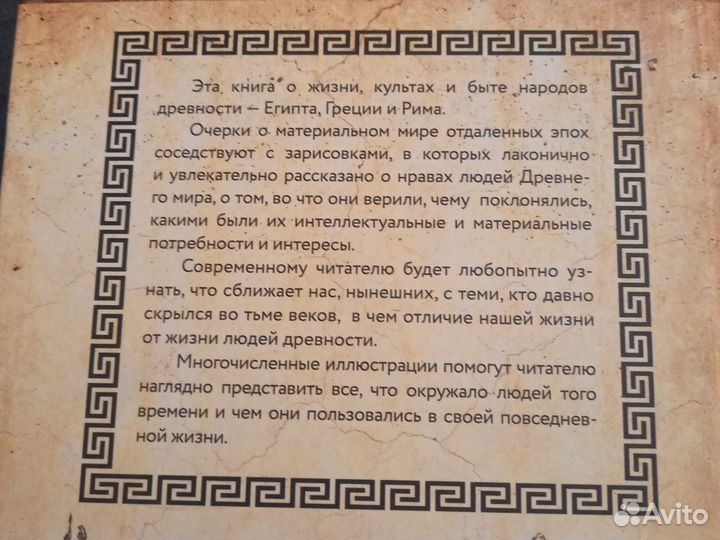 Эта книга о жизни, культах и быте народов
древности – Египта, Греции и Рима.
Очерки о материальном мире отдаленных эпох
соседствуют с зарисовками, в которых лаконично
и увлекательно рассказано о нравах людей Древне-
го мира, о том, во что они верили, чему поклонялись,
какими были их интеллектуальные и материальные
потребности и интересы.
Современному читателю будет любопытно уз-
нать, что сближает нас, нынешних, с теми, кто давно
скрылся во тьме веков, в чем отличие нашей жизни
от жизни людей древности.
Многочисленные иллюстрации помогут читателю
наглядно представить все, что окружало людей того
времени и чем они пользовались в своей повседнев-
ной жизни.
Avito